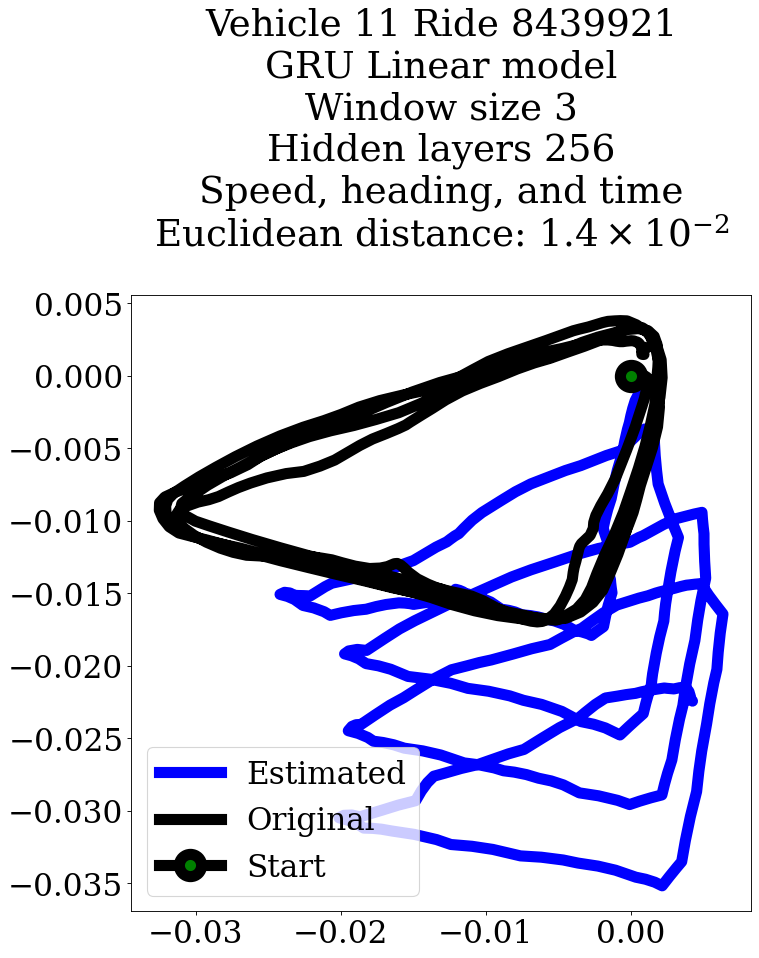 Vehicle 11 Ride 8439921
GRU Linear model
Window size 3
Hidden layers 256
Speed, heading, and time
Euclidean distance: 1.4 × 10⁻²
0.005
0.000
−0.005
−0.010
−0.015
−0.020
−0.025
−0.030
−0.035
Estimated
Original
Start
−0.03
−0.02
−0.01
0.00